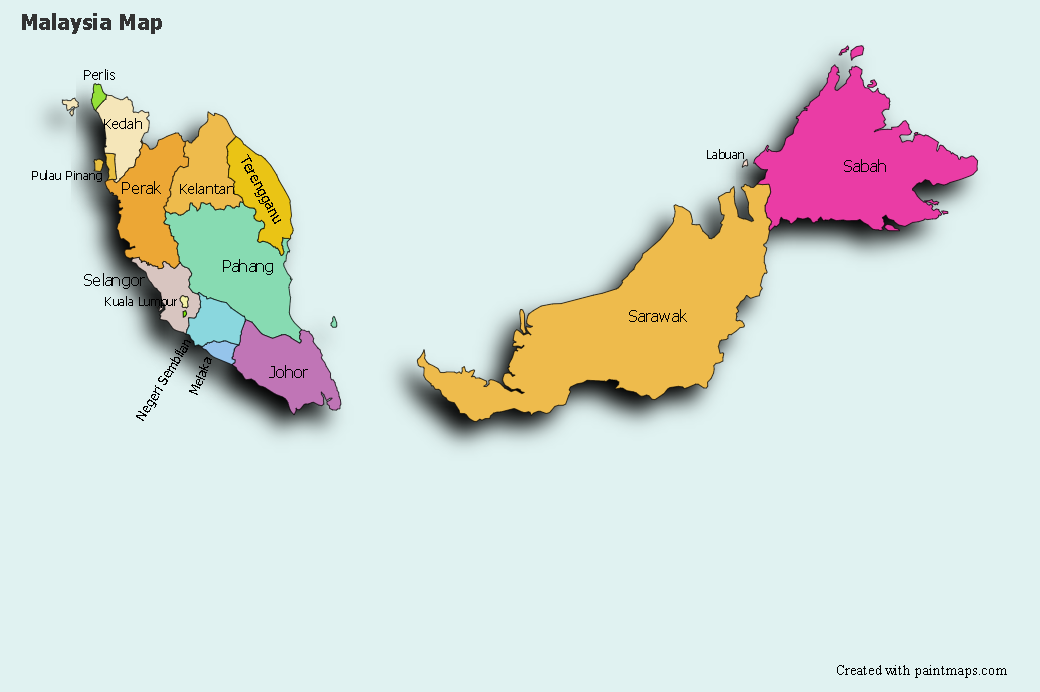 Malaysia Map
Perlis
Kedah
Pulau Pinang
Perak
Kelantan
Terengganu
Pahang
Selangor
Kuala Lumpur
Negeri Sembilan
Melaka
Johor
Labuan
Sabah
Sarawak
Created with paintmaps.com